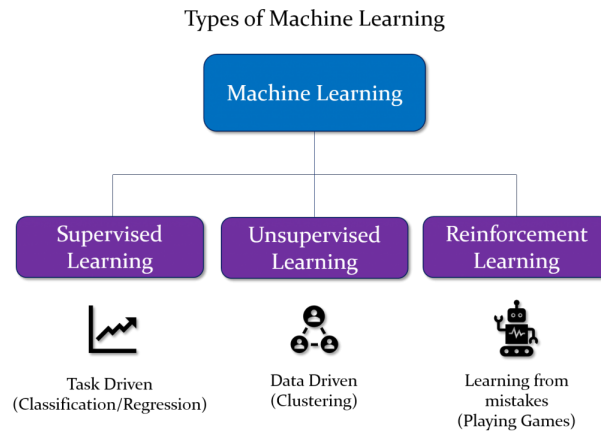 Types of Machine Learning
Machine Learning
Supervised
Learning
Unsupervised
Learning
Reinforcement
Learning
Task Driven
(Classification/Regression)
Data Driven
(Clustering)
Learning from
mistakes
(Playing Games)